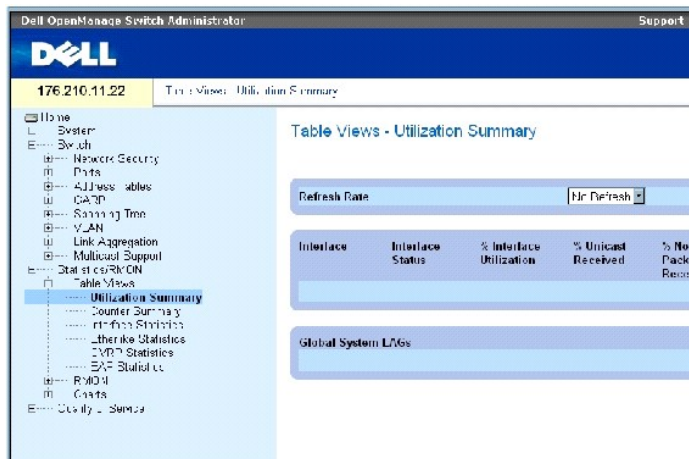 Dell OpenManage Switch Administrator
Support
DELL
176.210.11.22
Table Views - Utilization Summary
Home
System
Switch
Network Security
Ports
Address Tables
GARP
Spanning Tree
VLAN
Link Aggregation
Multicast Support
Statistics/RMON
Table Views
Utilization Summary
Counter Summary
Interface Statistics
Etherlike Statistics
GVRP Statistics
EAP Statistics
RMON
Charts
Quality of Service
Table Views - Utilization Summary
Refresh Rate
No Refresh
Interface
Interface Status
% Interface Utilization
% Unicast Received
% No
Pack
Rece
Global System LAGs